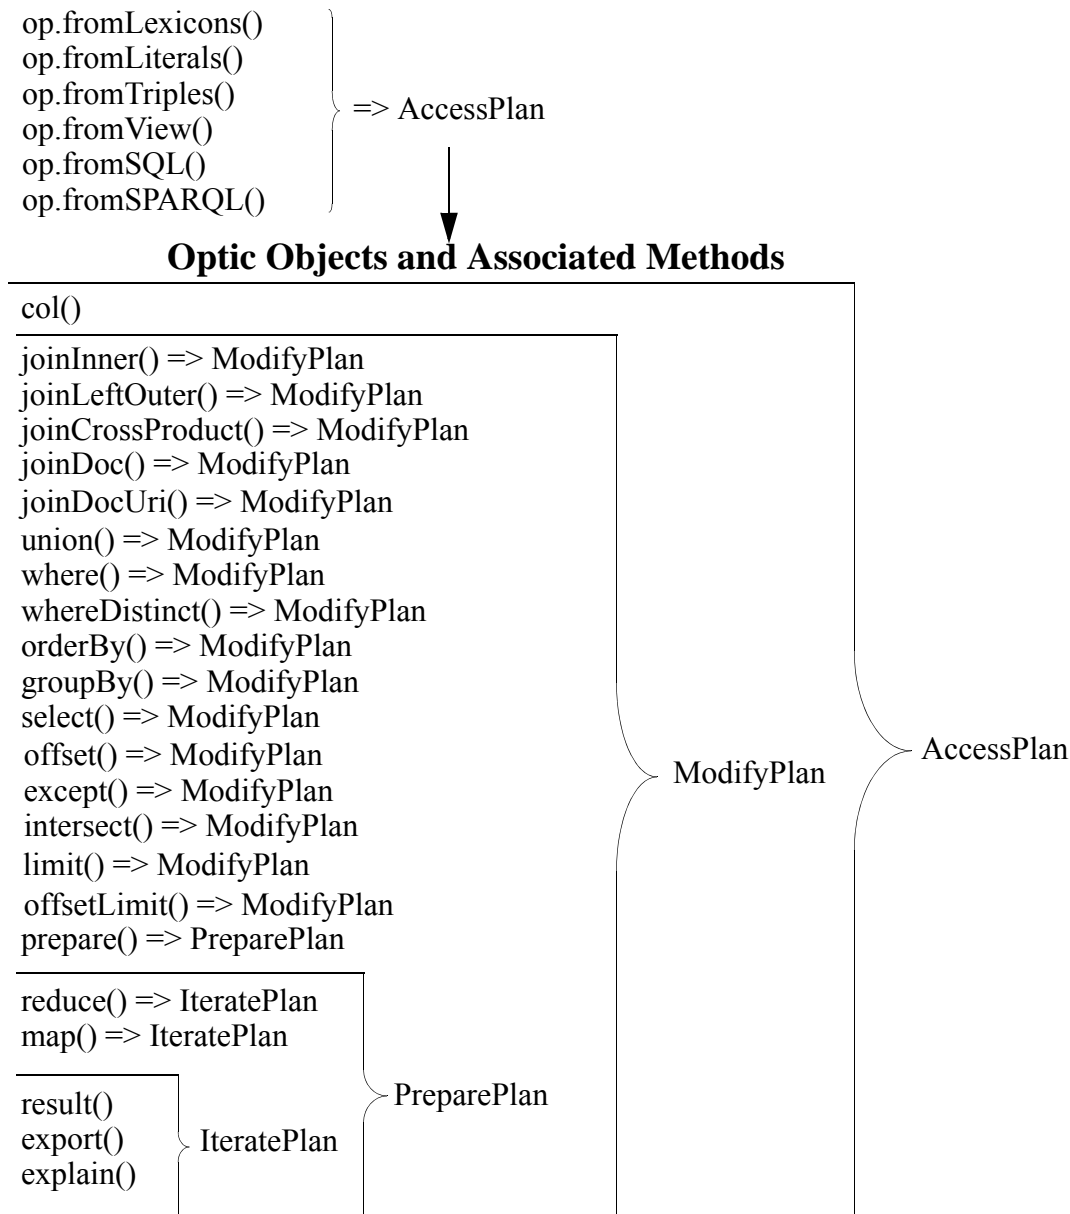 op.fromLexicons()
op.fromLiterals()
op.fromTriples()
op.fromView()
op.fromSQL()
op.fromSPARQL()
=> AccessPlan
Optic Objects and Associated Methods
col()
joinInner() => ModifyPlan
joinLeftOuter() => ModifyPlan
joinCrossProduct() => ModifyPlan
joinDoc() => ModifyPlan
joinDocUri() => ModifyPlan
union() => ModifyPlan
where() => ModifyPlan
whereDistinct() => ModifyPlan
orderBy() => ModifyPlan
groupBy() => ModifyPlan
select() => ModifyPlan
offset() => ModifyPlan
except() => ModifyPlan
intersect() => ModifyPlan
limit() => ModifyPlan
offsetLimit() => ModifyPlan
prepare() => PreparePlan
reduce() => IteratePlan
map() => IteratePlan
result()
export()
explain()
IteratePlan
PreparePlan
ModifyPlan
AccessPlan